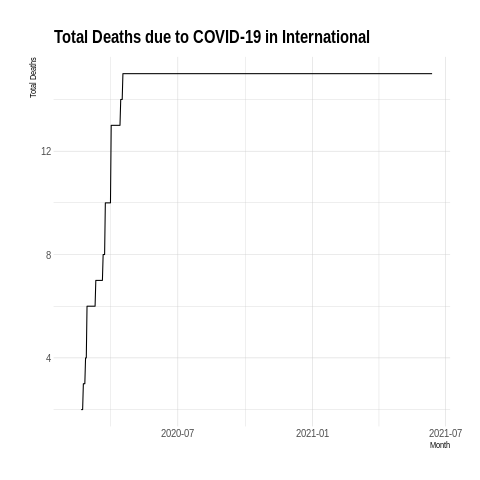 Total Deaths due to COVID-19 in International
Total Deaths
12
8
4
2020-07 2021-01 2021-07
Month